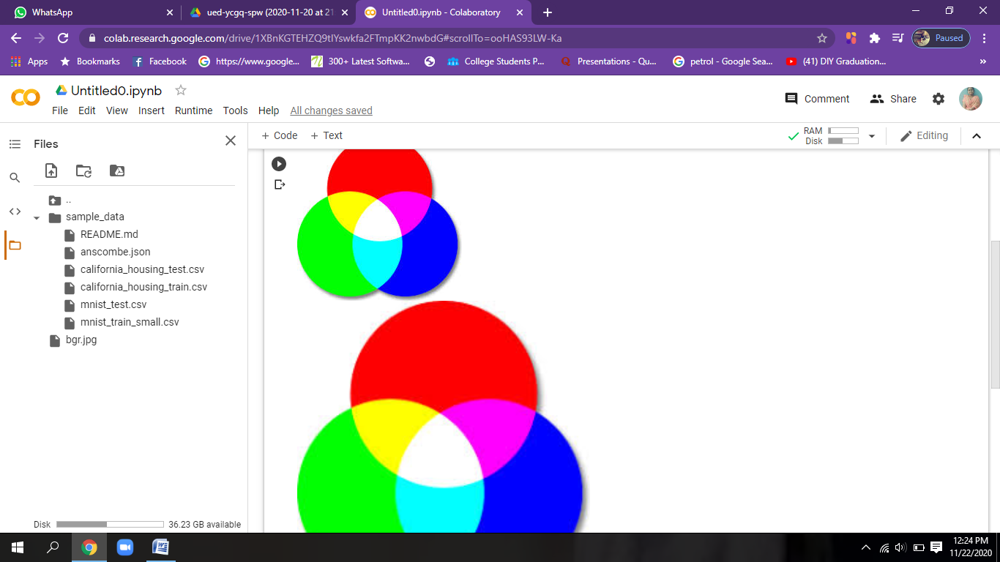 WhatsApp
ued-ycgq-spw (2020-11-20 at 21
Untitled0.ipynb - Colaboratory
colab.research.google.com/drive/1XBnKGTEHZQ9tIYswkfa2FTmpKK2nwbdG#scrollTo=ooHAS93LW-Ka
Paused
Apps
Bookmarks
Facebook
https://www.google...
300+ Latest Softwa...
College Students P...
Presentations - Qu...
petrol - Google Sea...
(41) DIY Graduation...
»
Untitled0.ipynb
File Edit View Insert Runtime Tools Help All changes saved
Comment
Share
Files
+ Code + Text
RAM
Disk
Editing
..
sample_data
README.md
anscombe.json
california_housing_test.csv
california_housing_train.csv
mnist_test.csv
mnist_train_small.csv
bgr.jpg
Disk 36.23 GB available
12:24 PM
11/22/2020